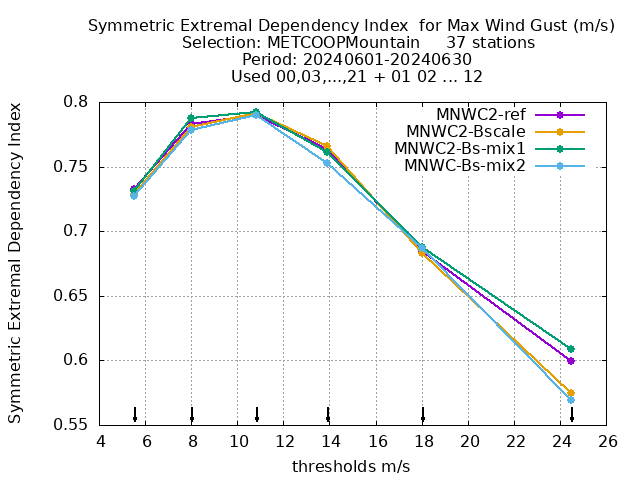 Symmetric Extremal Dependency Index  for Max Wind Gust (m/s)
Selection: METCOOPMountain     37 stations
Period: 20240601-20240630
Used 00,03,...,21 + 01 02 ... 12
Symmetric Extremal Dependency Index
0.8
0.75
0.7
0.65
0.6
0.55
MNWC2-ref
MNWC2-Bscale
MNWC2-Bs-mix1
MNWC-Bs-mix2
4 6 8 10 12 14 16 18 20 22 24 26
thresholds m/s